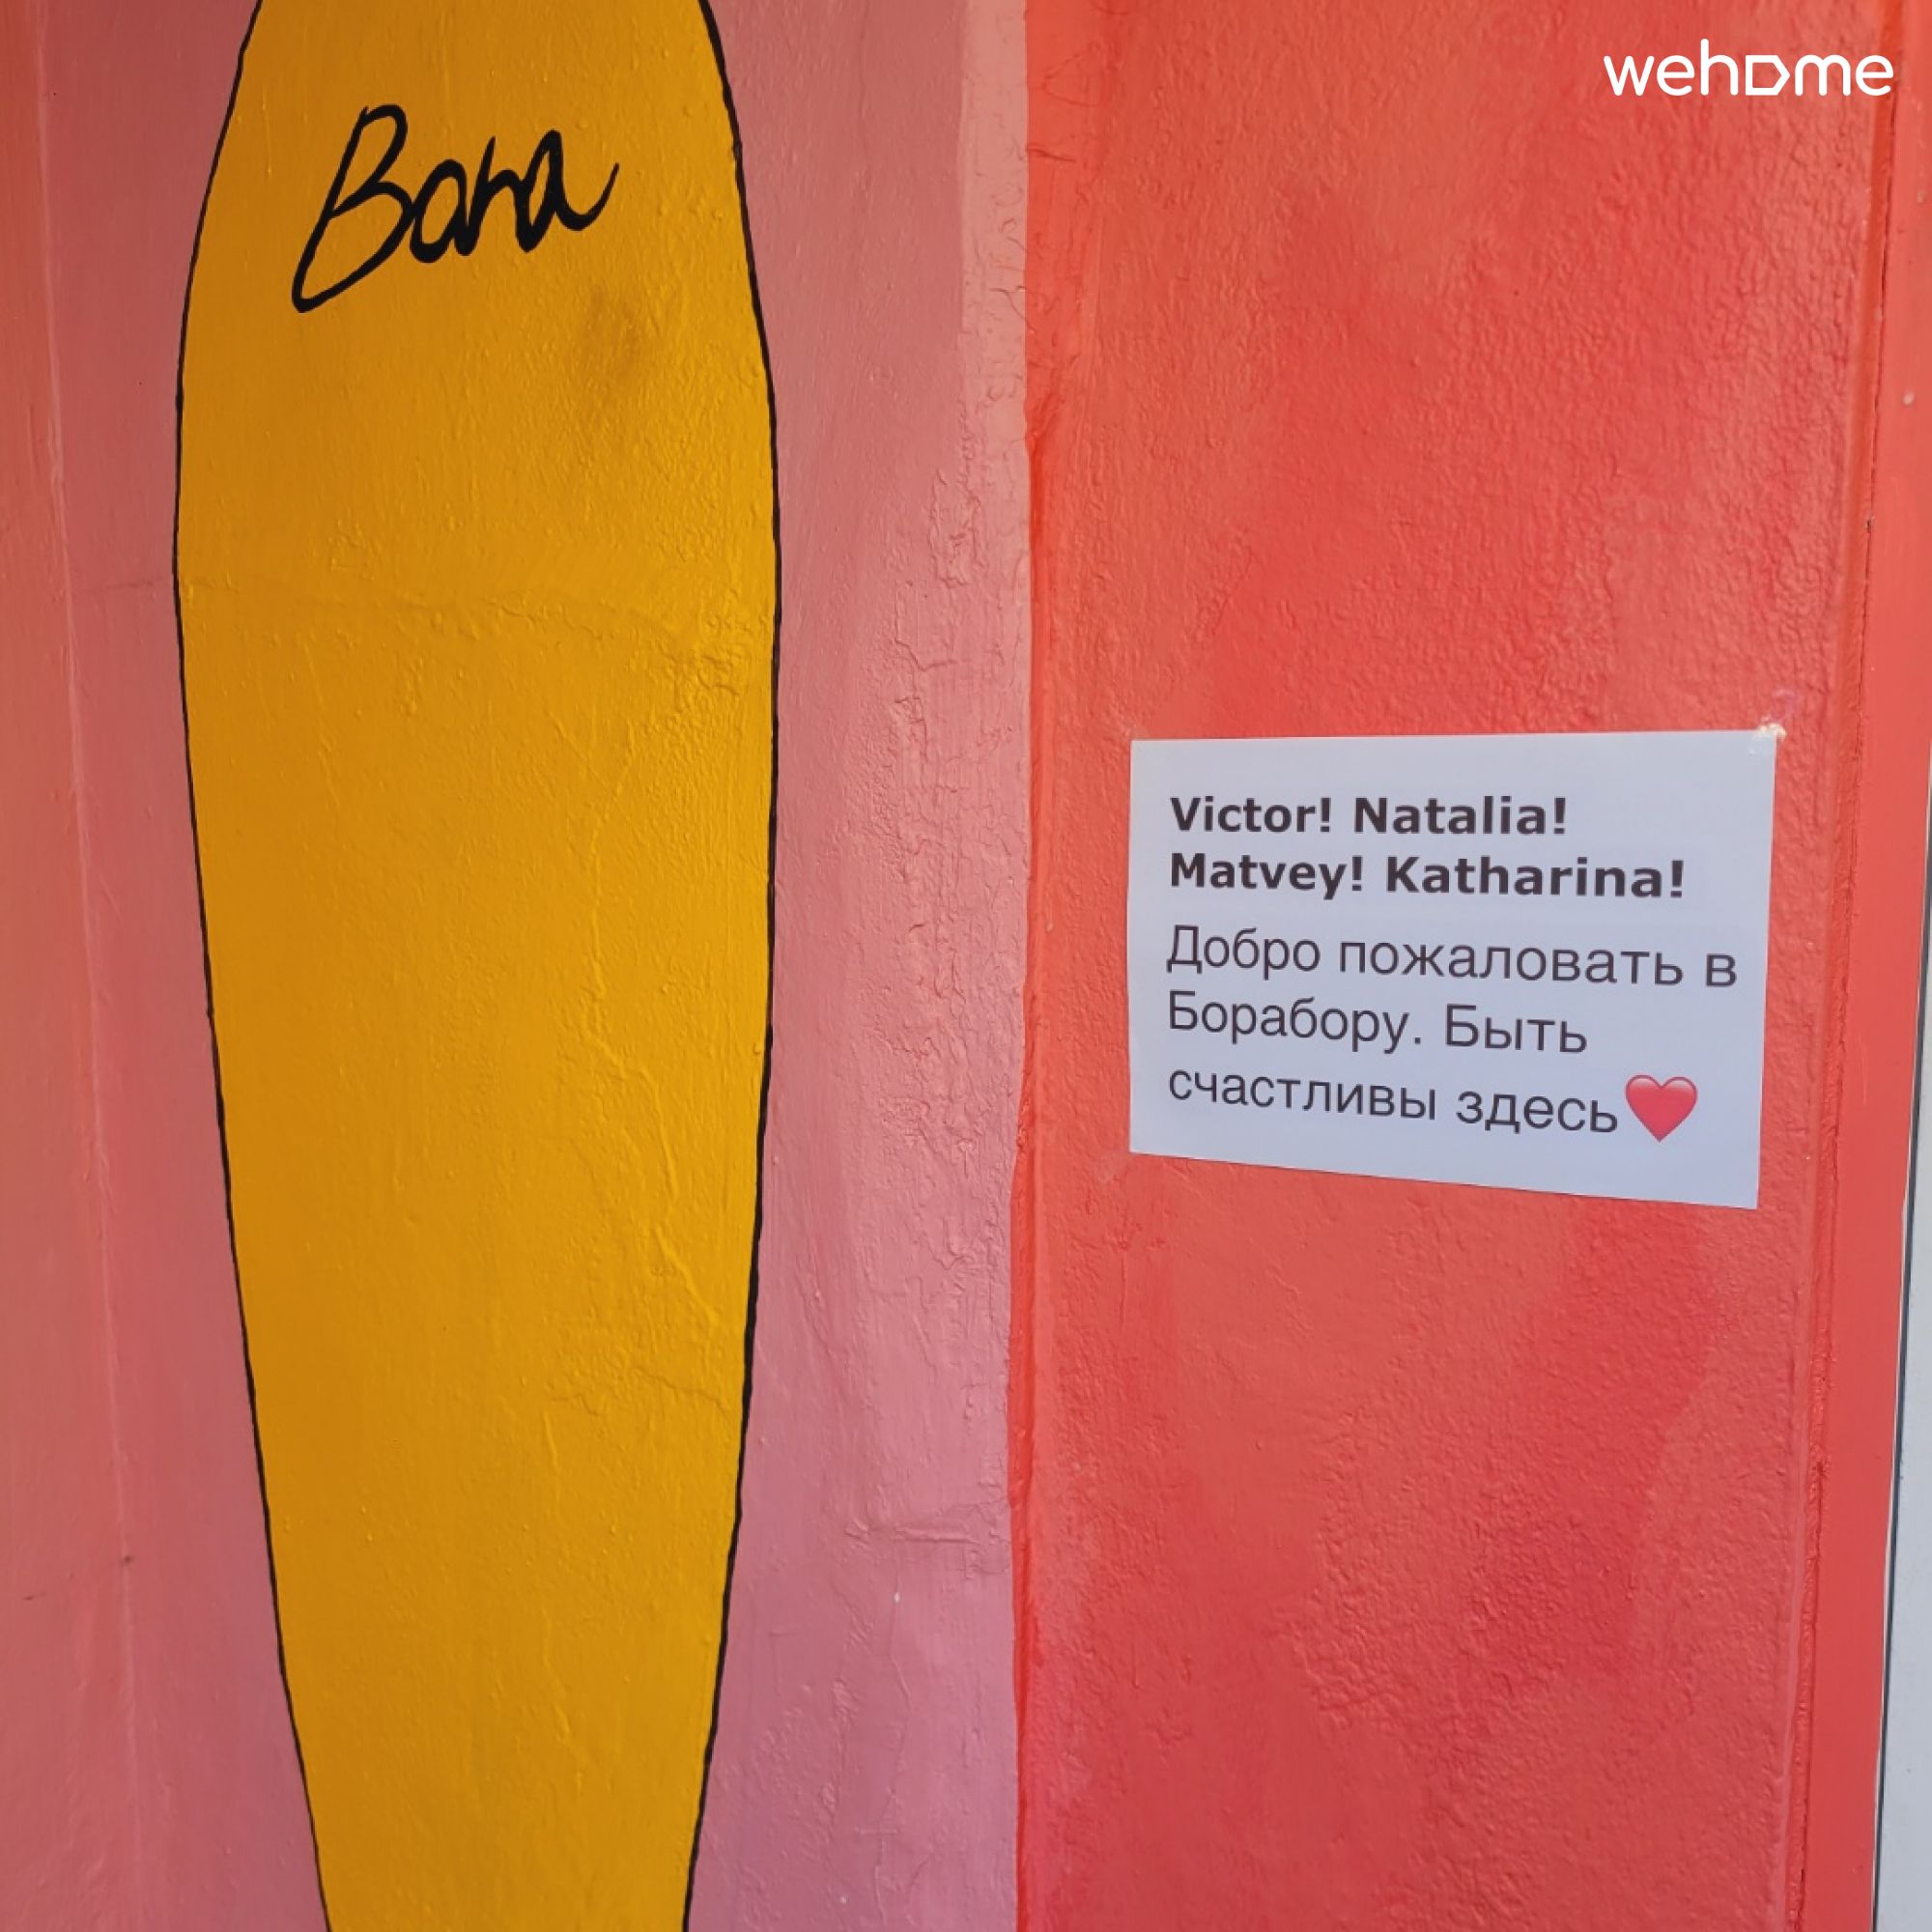 wehome
Bora
Victor! Natalia!
Matvey! Katharina!
Добро пожаловать в
Борабору. Быть
счастливы здесь❤️